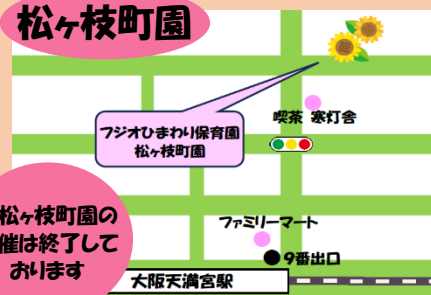 松ヶ枝町園
喫茶 寒灯舎
フジオひまわり保育園
松ヶ枝町園
松ヶ枝町園の
催は終了して
おります
ファミリーマート
9番出口
大阪天満宮駅